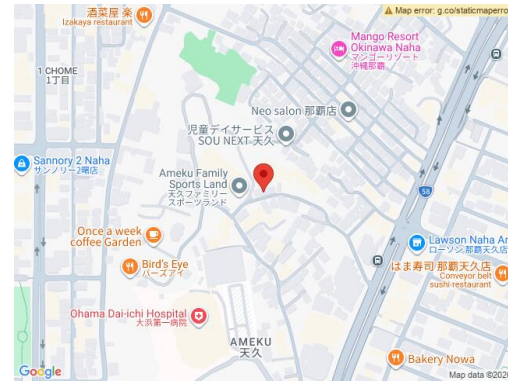 酒菜屋 楽
Izakaya restaurant
Map error: g.co/staticmaperro
Mango Resort
Okinawa Naha
マンゴーリゾート
沖縄那覇
1 CHOME
1丁目
Neo salon 那覇店
児童デイサービス
SOU NEXT 天久
Sannory 2 Naha
サンノリー2曙店
Ameku Family
Sports Land
天久ファミリー
スポーツランド
58
Once a week
coffee Garden
Lawson Naha Am
ローソン 那覇天久店
Bird's Eye
バーズアイ
はま寿司 那覇天久店
Conveyor belt
sushi restaurant
Ohama Dai-ichi Hospital
大浜第一病院
AMEKU
天久
Bakery Nowa
Google
Map data ©2026